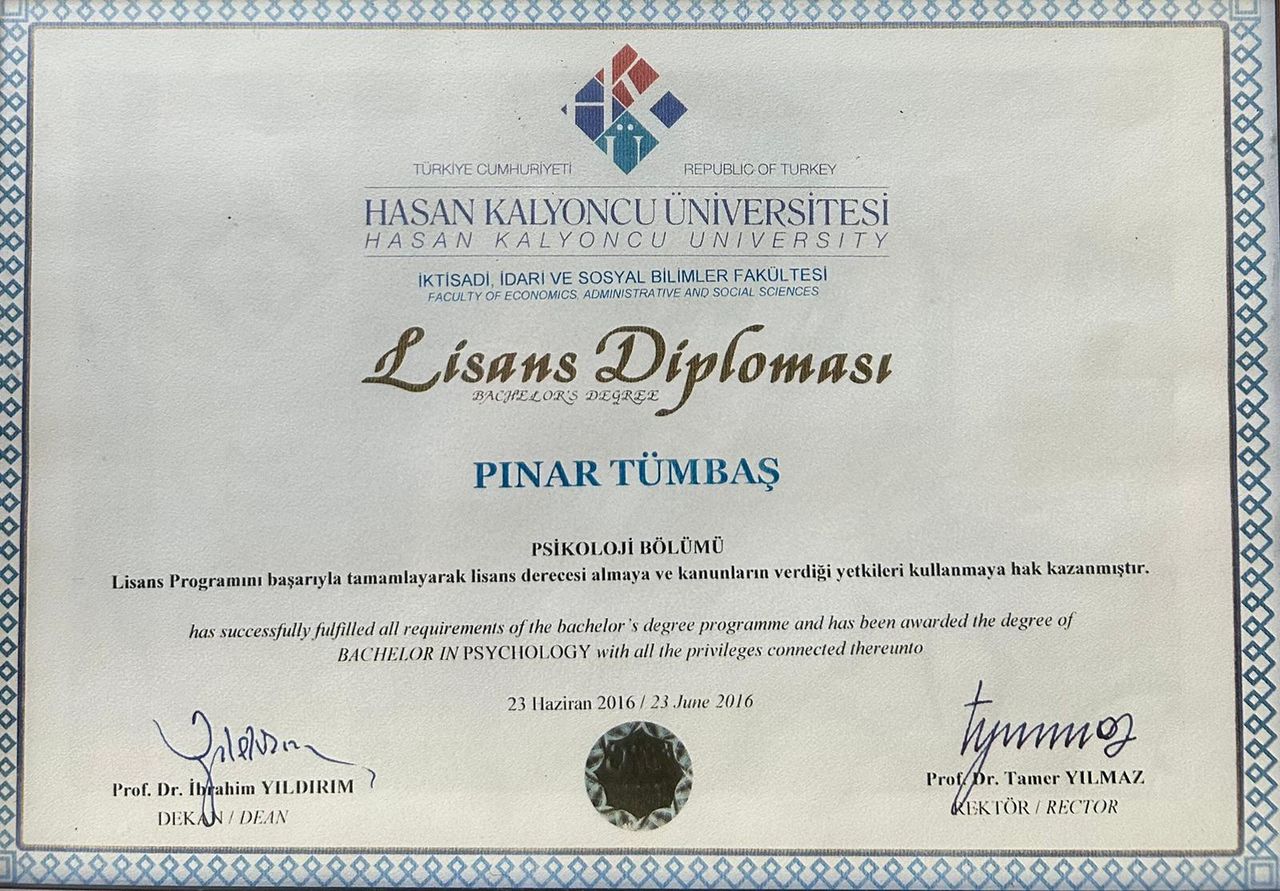 HKÜ
TÜRKİYE CUMHURİYETİ REPUBLIC OF TURKEY
HASAN KALYONCU ÜNİVERSİTESİ
HASAN KALYONCU UNIVERSITY
İKTİSADİ, İDARİ VE SOSYAL BİLİMLER FAKÜLTESİ
FACULTY OF ECONOMICS, ADMINISTRATIVE AND SOCIAL SCIENCES
Lisans Diploması
BACHELOR'S DEGREE
PINAR TÜMBAŞ
PSİKOLOJİ BÖLÜMÜ
Lisans Programını başarıyla tamamlayarak lisans derecesi almaya ve kanunların verdiği yetkileri kullanmaya hak kazanmıştır.
has successfully fulfilled all requirements of the bachelor's degree programme and has been awarded the degree of
BACHELOR IN PSYCHOLOGY with all the privileges connected thereunto
23 Haziran 2016 / 23 June 2016
Prof. Dr. İbrahim YILDIRIM
DEKAN / DEAN
Prof. Dr. Tamer YILMAZ
REKTÖR / RECTOR